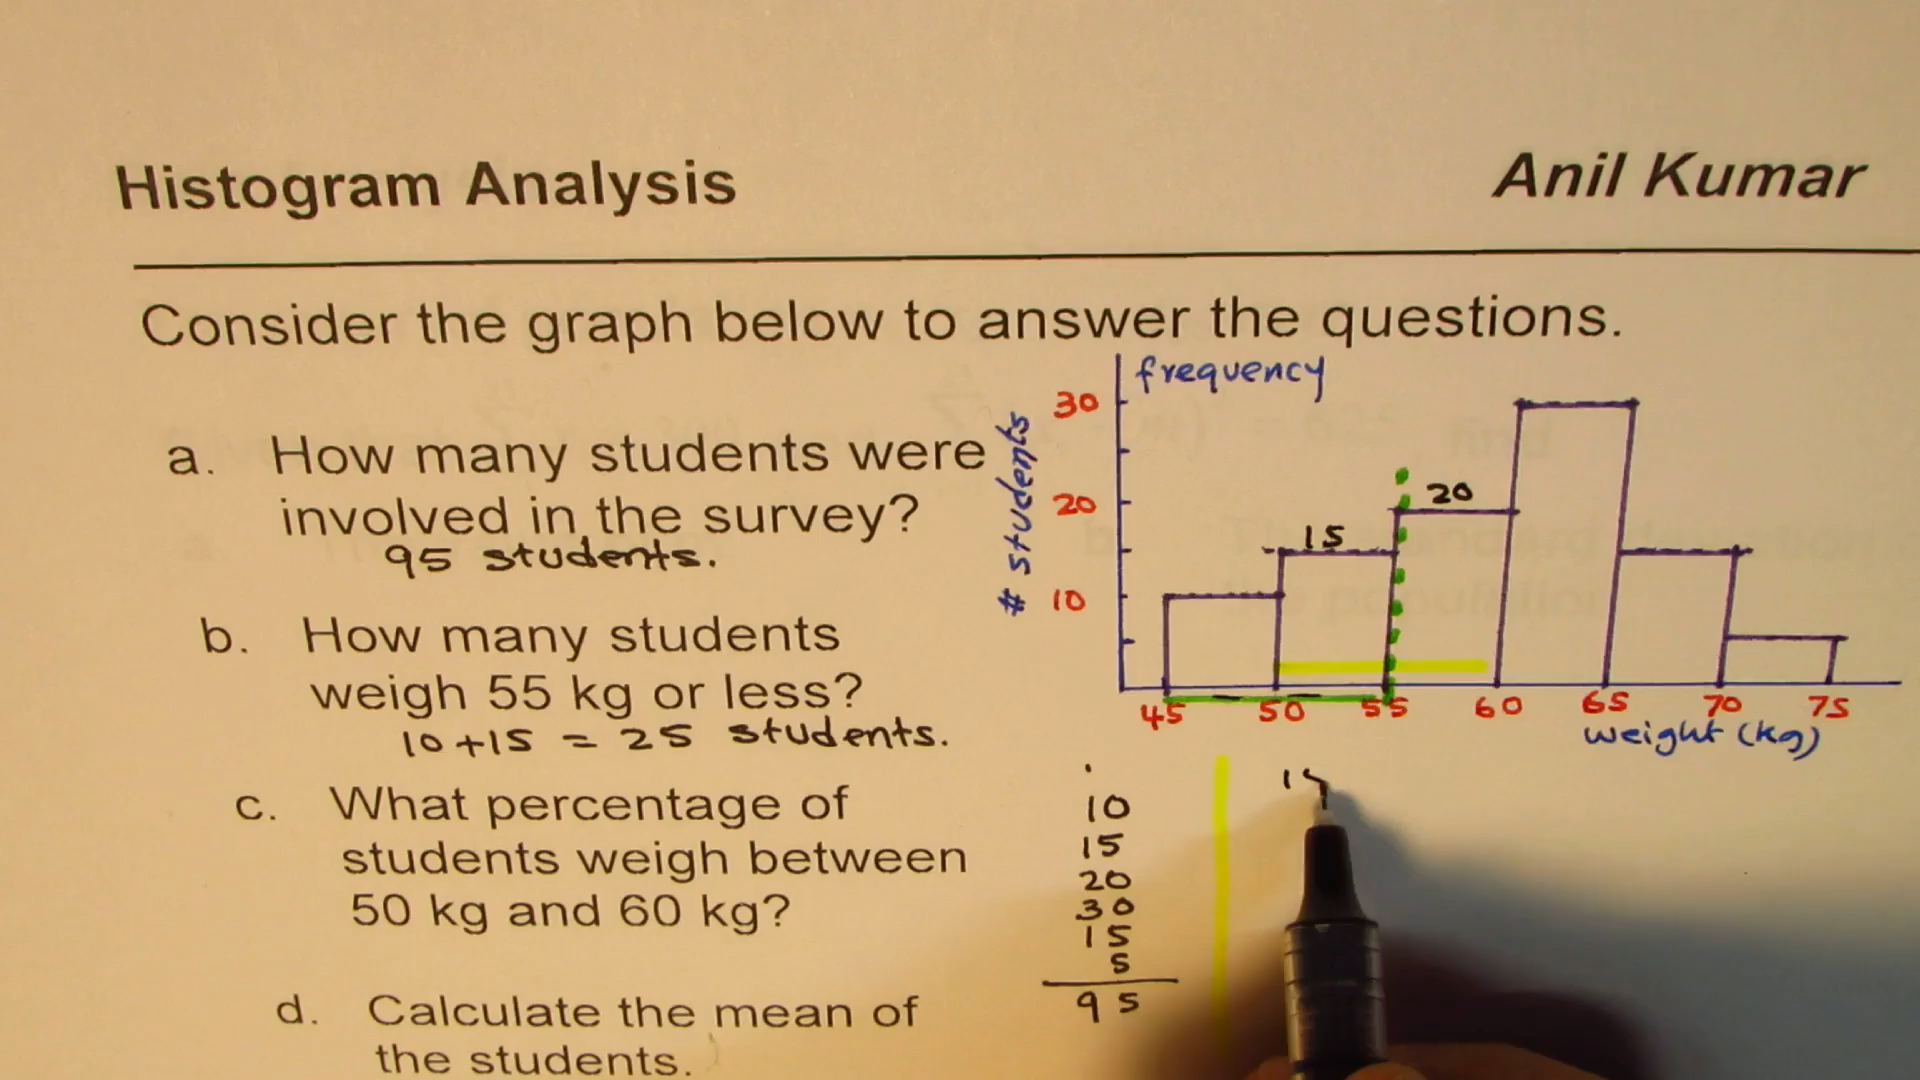 Histogram Analysis
Anil Kumar
Consider the graph below to answer the questions.
a. How many students were
involved in the survey?
95 students.
b. How many students
weigh 55 kg or less?
10 + 15 = 25 students.
c. What percentage of
students weigh between
50 kg and 60 kg?
d. Calculate the mean of
the students.
frequency
# students
30
20
10
15
20
45 50 55 60 65 70 75
weight (kg)
10
15
20
30
15
5
95
15